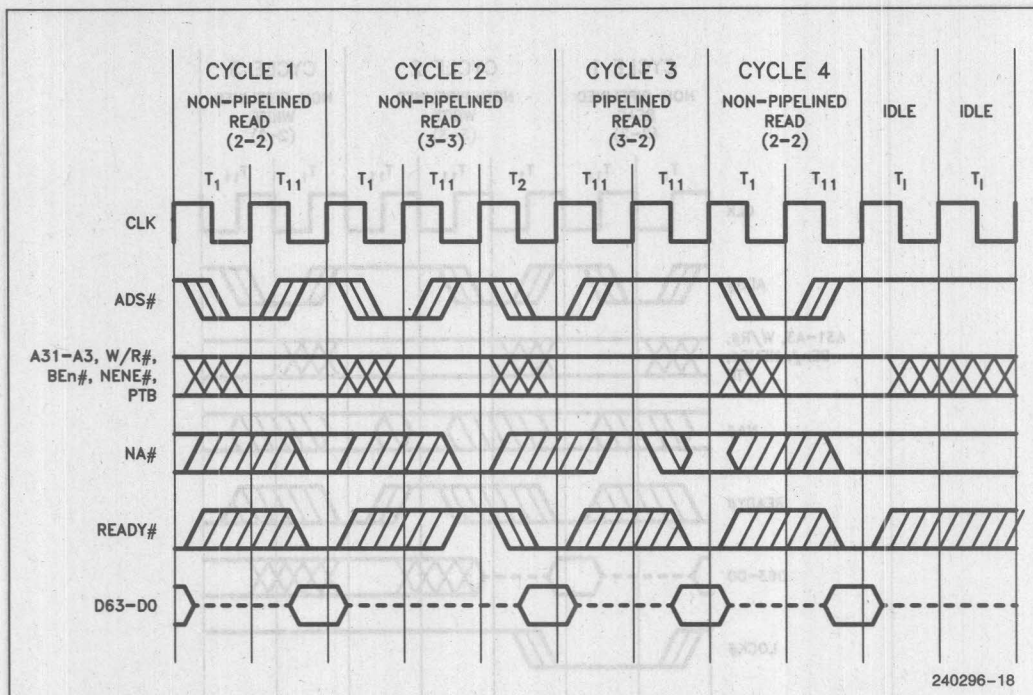 CYCLE 1 CYCLE 2 CYCLE 3 CYCLE 4
NON-PIPELINED READ (2-2)
NON-PIPELINED READ (3-3)
PIPELINED READ (3-2)
NON-PIPELINED READ (2-2)
IDLE IDLE
T1 T11 T1 T11 T2 T11 T11 T1 T11 TI TI
CLK
ADS#
A31-A3, W/R#,
BEn#, NENE#,
PTB
NA#
READY#
D63-D0
240296-18